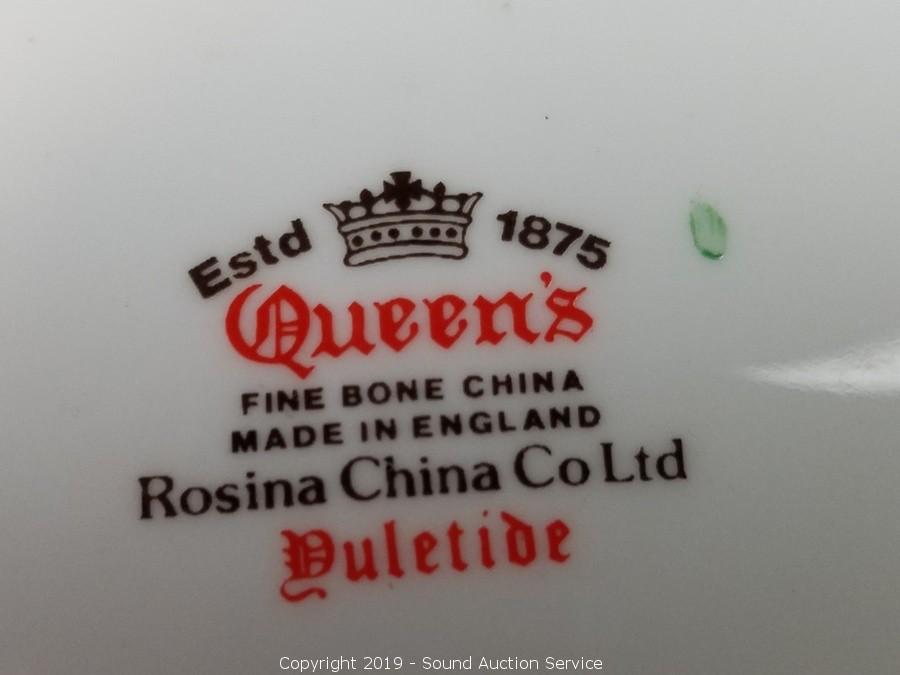 Estd 1875
Queen's
FINE BONE CHINA
MADE IN ENGLAND
Rosina China Co Ltd
Yuletide
Copyright 2019 - Sound Auction Service